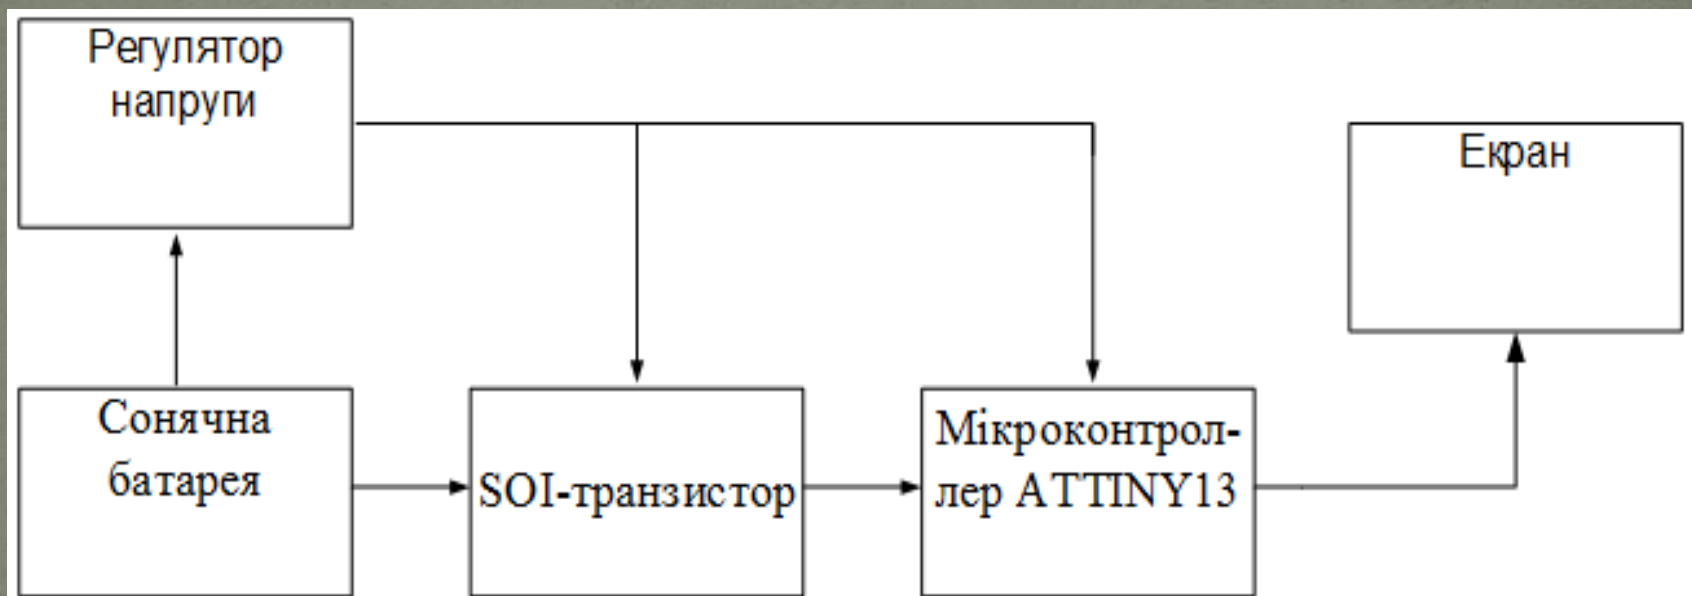 Регулятор
напруги
Екран
Сонячна
батарея
SOI-транзистор
Мікроконтрол-
лер ATTINY13